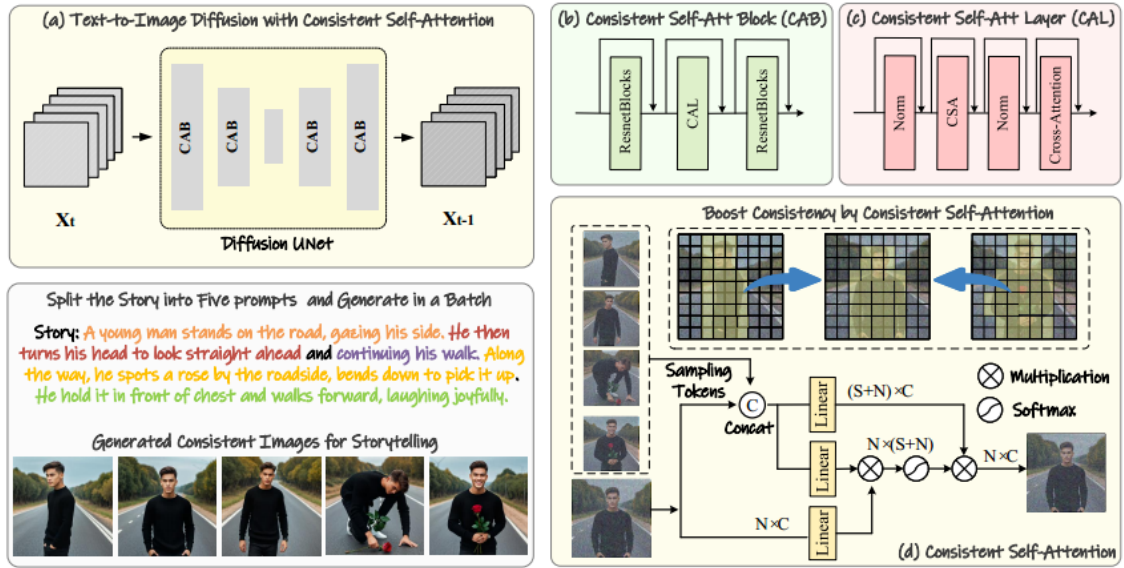 (a) Text-to-Image Diffusion with Consistent Self-Attention
CAB
CAB
CAB
CAB
Xt
Xt-1
Diffusion UNet
(b) Consistent Self-Att Block (CAB)
ResnetBlocks
CAL
ResnetBlocks
(c) Consistent Self-Att Layer (CAL)
Norm
CSA
Norm
Cross-Attention
Split the Story into Five prompts and Generate in a Batch
Story: A young man stands on the road, gazing his side. He then
turns his head to look straight ahead and continuing his walk. Along
the way, he spots a rose by the roadside, bends down to pick it up.
He hold it in front of chest and walks forward, laughing joyfully.
Generated Consistent Images for Storytelling
Boost Consistency by Consistent Self-Attention
Sampling
Tokens
C
Concat
Linear
(S+N)×C
Multiplication
Softmax
Linear
N×(S+N)
N×C
N×C
Linear
(d) Consistent Self-Attention